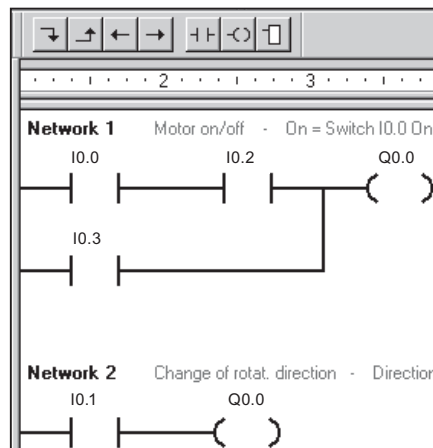 2 3
Network 1 Motor on/off - On = Switch I0.0 On
I0.0 I0.2 Q0.0
I0.3
Network 2 Change of rotat. direction - Direction
I0.1 Q0.0